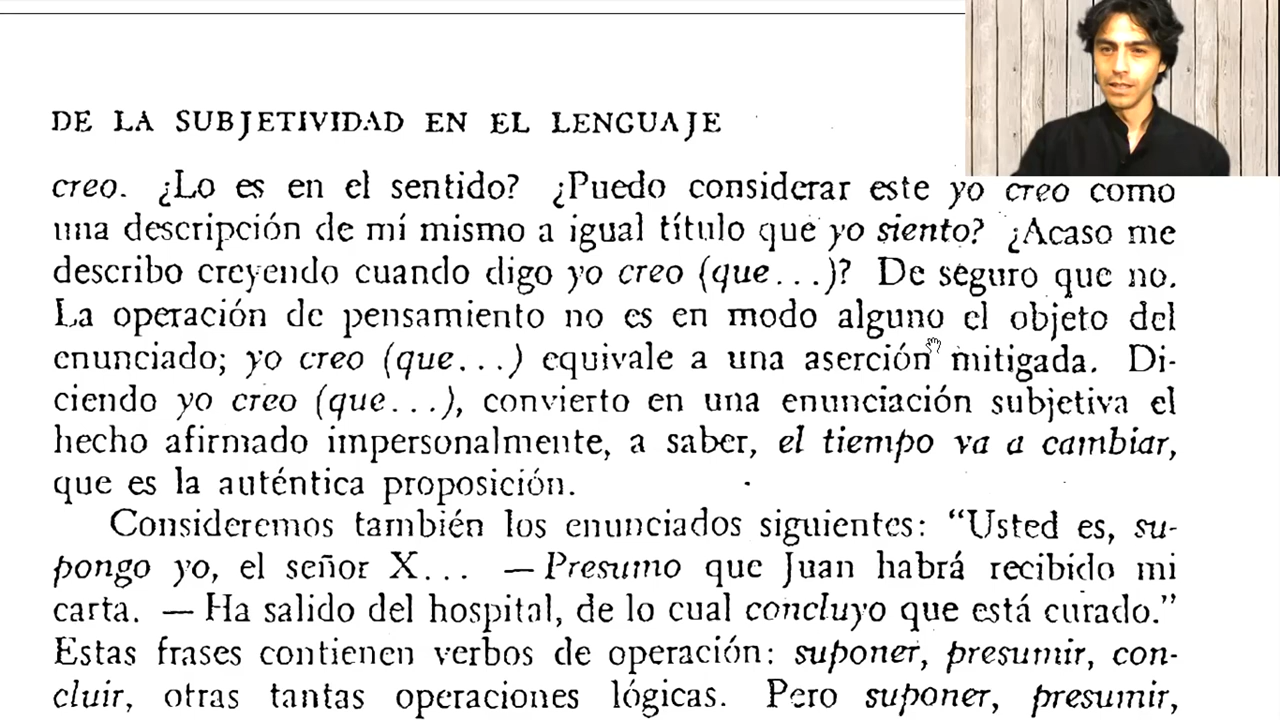 DE LA SUBJETIVIDAD EN EL LENGUAJE
creo. ¿Lo es en el sentido? ¿Puedo considerar este yo creo como
una descripción de mí mismo a igual título que yo siento? ¿Acaso me
describo creyendo cuando digo yo creo (que...)? De seguro que no.
La operación de pensamiento no es en modo alguno el objeto del
enunciado; yo creo (que...) equivale a una aserción mitigada. Di-
ciendo yo creo (que...), convierto en una enunciación subjetiva el
hecho afirmado impersonalmente, a saber, el tiempo va a cambiar,
que es la auténtica proposición.
Consideremos también los enunciados siguientes: “Usted es, su-
pongo yo, el señor X... —Presumo que Juan habrá recibido mi
carta. —Ha salido del hospital, de lo cual concluyo que está curado.”
Estas frases contienen verbos de operación: suponer, presumir, con-
cluir, otras tantas operaciones lógicas. Pero suponer, presumir,